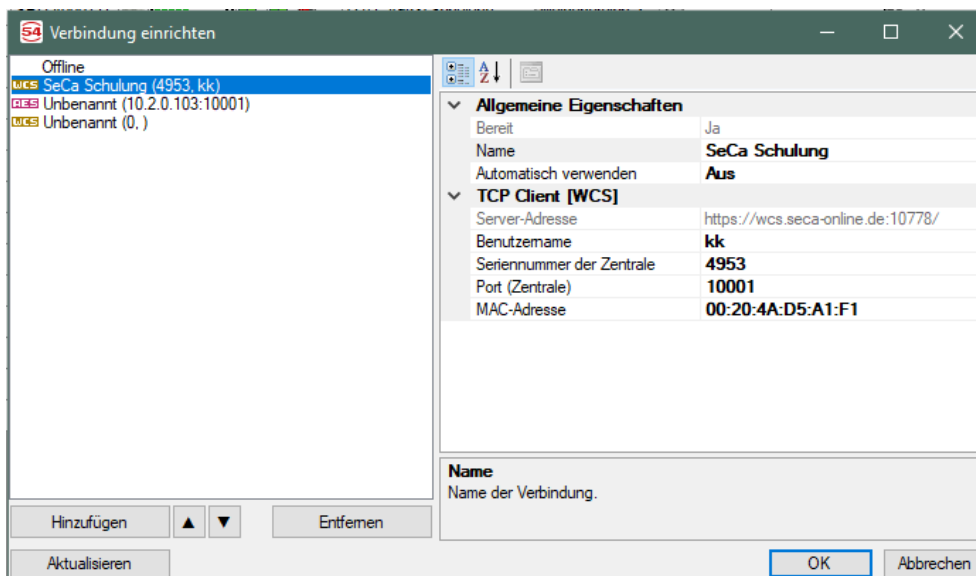 54 Verbindung einrichten
Offline
WCS SeCa Schulung (4953, kk)
AES Unbenannt (10.2.0.103:10001)
WCS Unbenannt (0, )
Hinzufügen ▲ ▼ Entfernen
Aktualisieren
A Z
Allgemeine Eigenschaften
Bereit Ja
Name SeCa Schulung
Automatisch verwenden Aus
TCP Client [WCS]
Server-Adresse https://wcs.seca-online.de:10778/
Benutzername kk
Seriennummer der Zentrale 4953
Port (Zentrale) 10001
MAC-Adresse 00:20:4A:D5:A1:F1
Name
Name der Verbindung.
OK Abbrechen